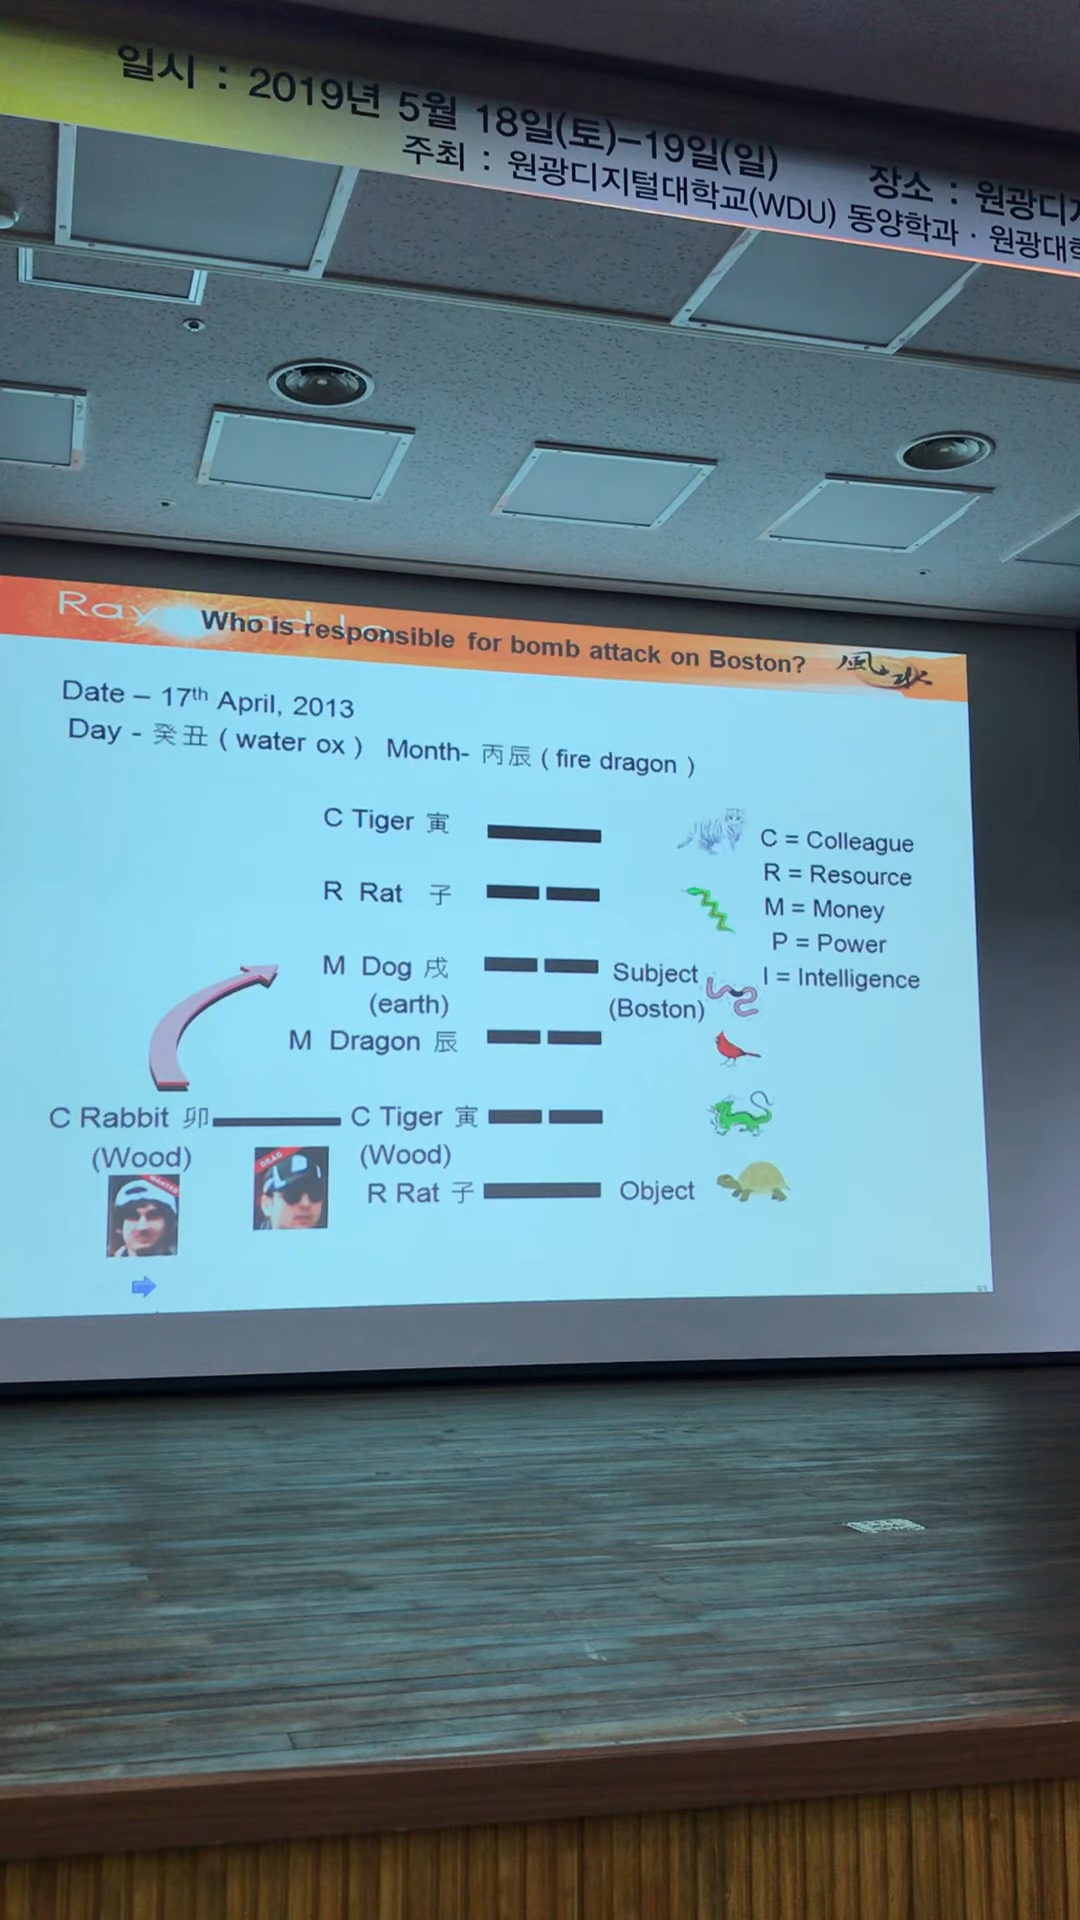 일시 : 2019년 5월 18일(토)-19일(일) 장소 : 원광디
주최 : 원광디지털대학교(WDU) 동양학과 · 원광대
Who is responsible for bomb attack on Boston? 風水
Date – 17th April, 2013
Day - 癸丑 ( water ox ) Month- 丙辰 ( fire dragon )
C Tiger 寅
C = Colleague
R = Resource
R Rat 子
M = Money
P = Power
M Dog 戌 Subject I = Intelligence
(earth) (Boston)
M Dragon 辰
C Rabbit 卯 C Tiger 寅
(Wood) (Wood)
WANTED DEAD
R Rat 子 Object